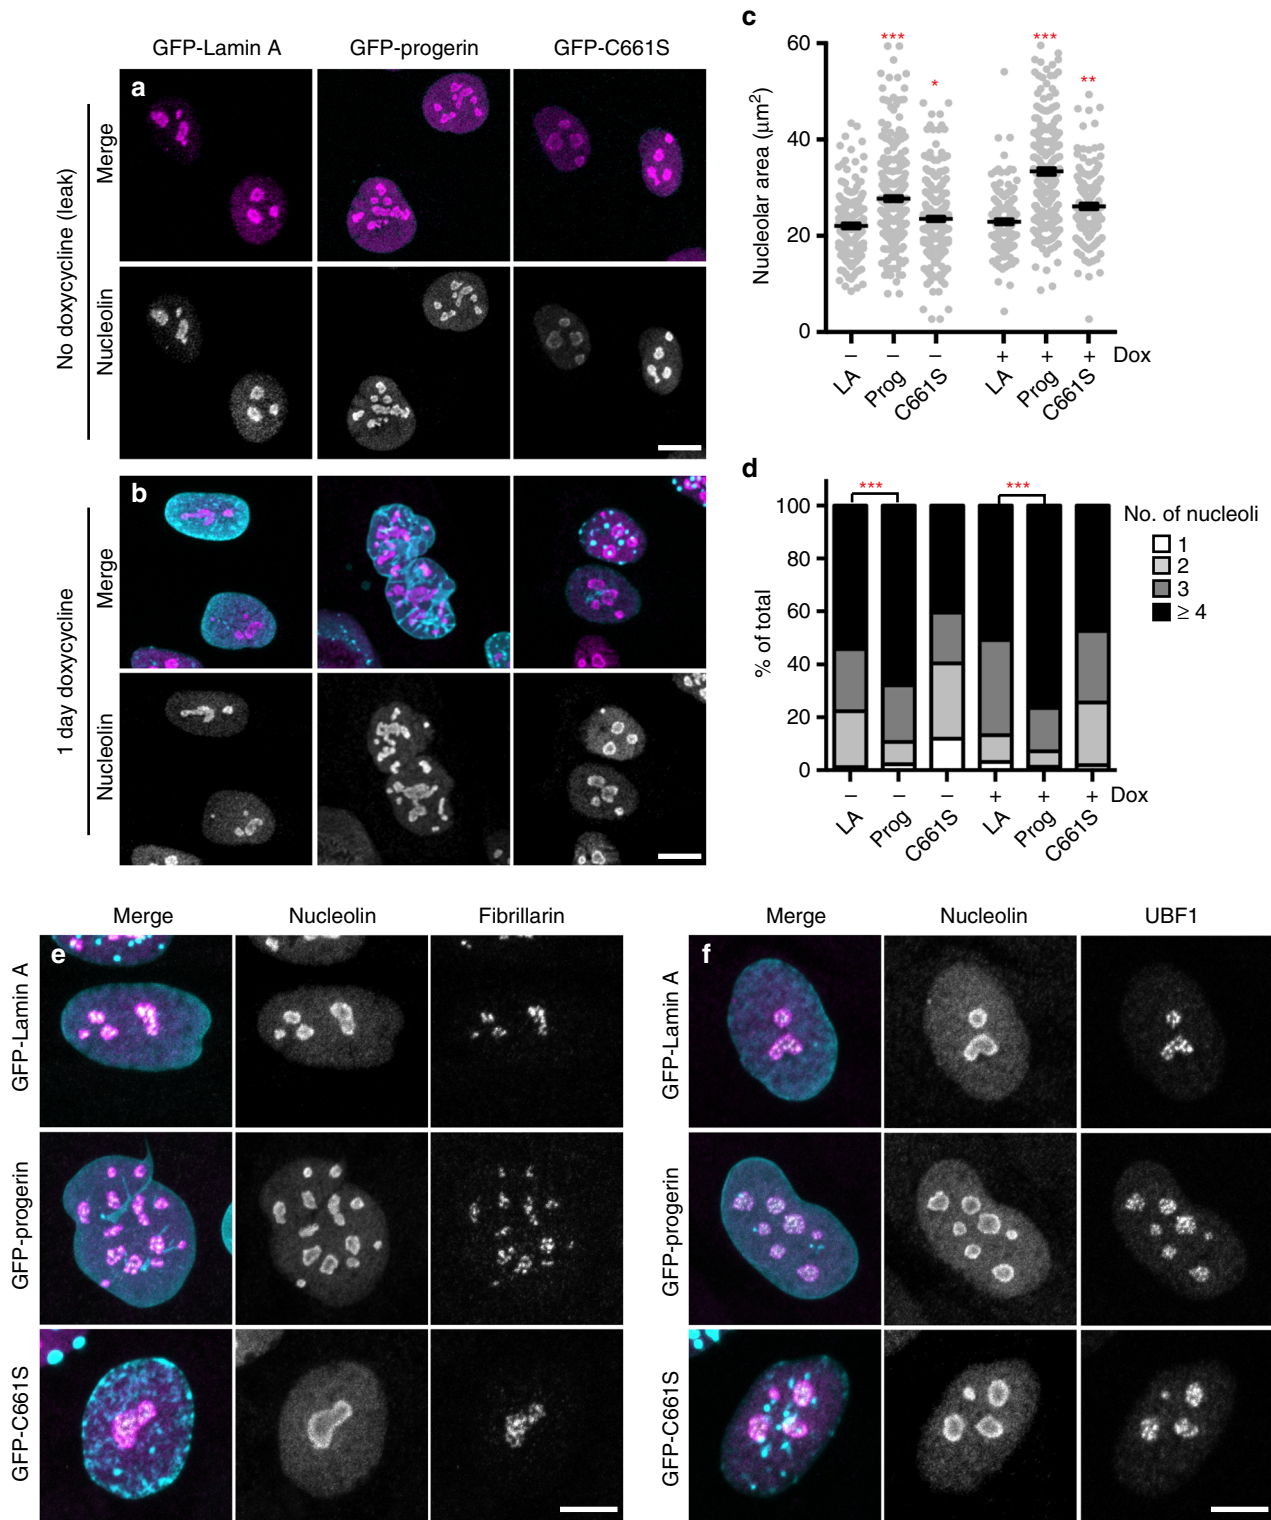 GFP-Lamin A GFP-progerin GFP-C661S
a
No doxycycline (leak)
Merge
Nucleolin
b
1 day doxycycline
Merge
Nucleolin
c
Nucleolar area (μm²)
60
40
20
0
*** * *** **
– – – + + + Dox
LA Prog C661S LA Prog C661S
d
% of total
100
80
60
40
20
0
*** ***
No. of nucleoli
1
2
3
≥ 4
– – – + + + Dox
LA Prog C661S LA Prog C661S
Merge Nucleolin Fibrillarin
e
GFP-Lamin A
GFP-progerin
GFP-C661S
Merge Nucleolin UBF1
f
GFP-Lamin A
GFP-progerin
GFP-C661S